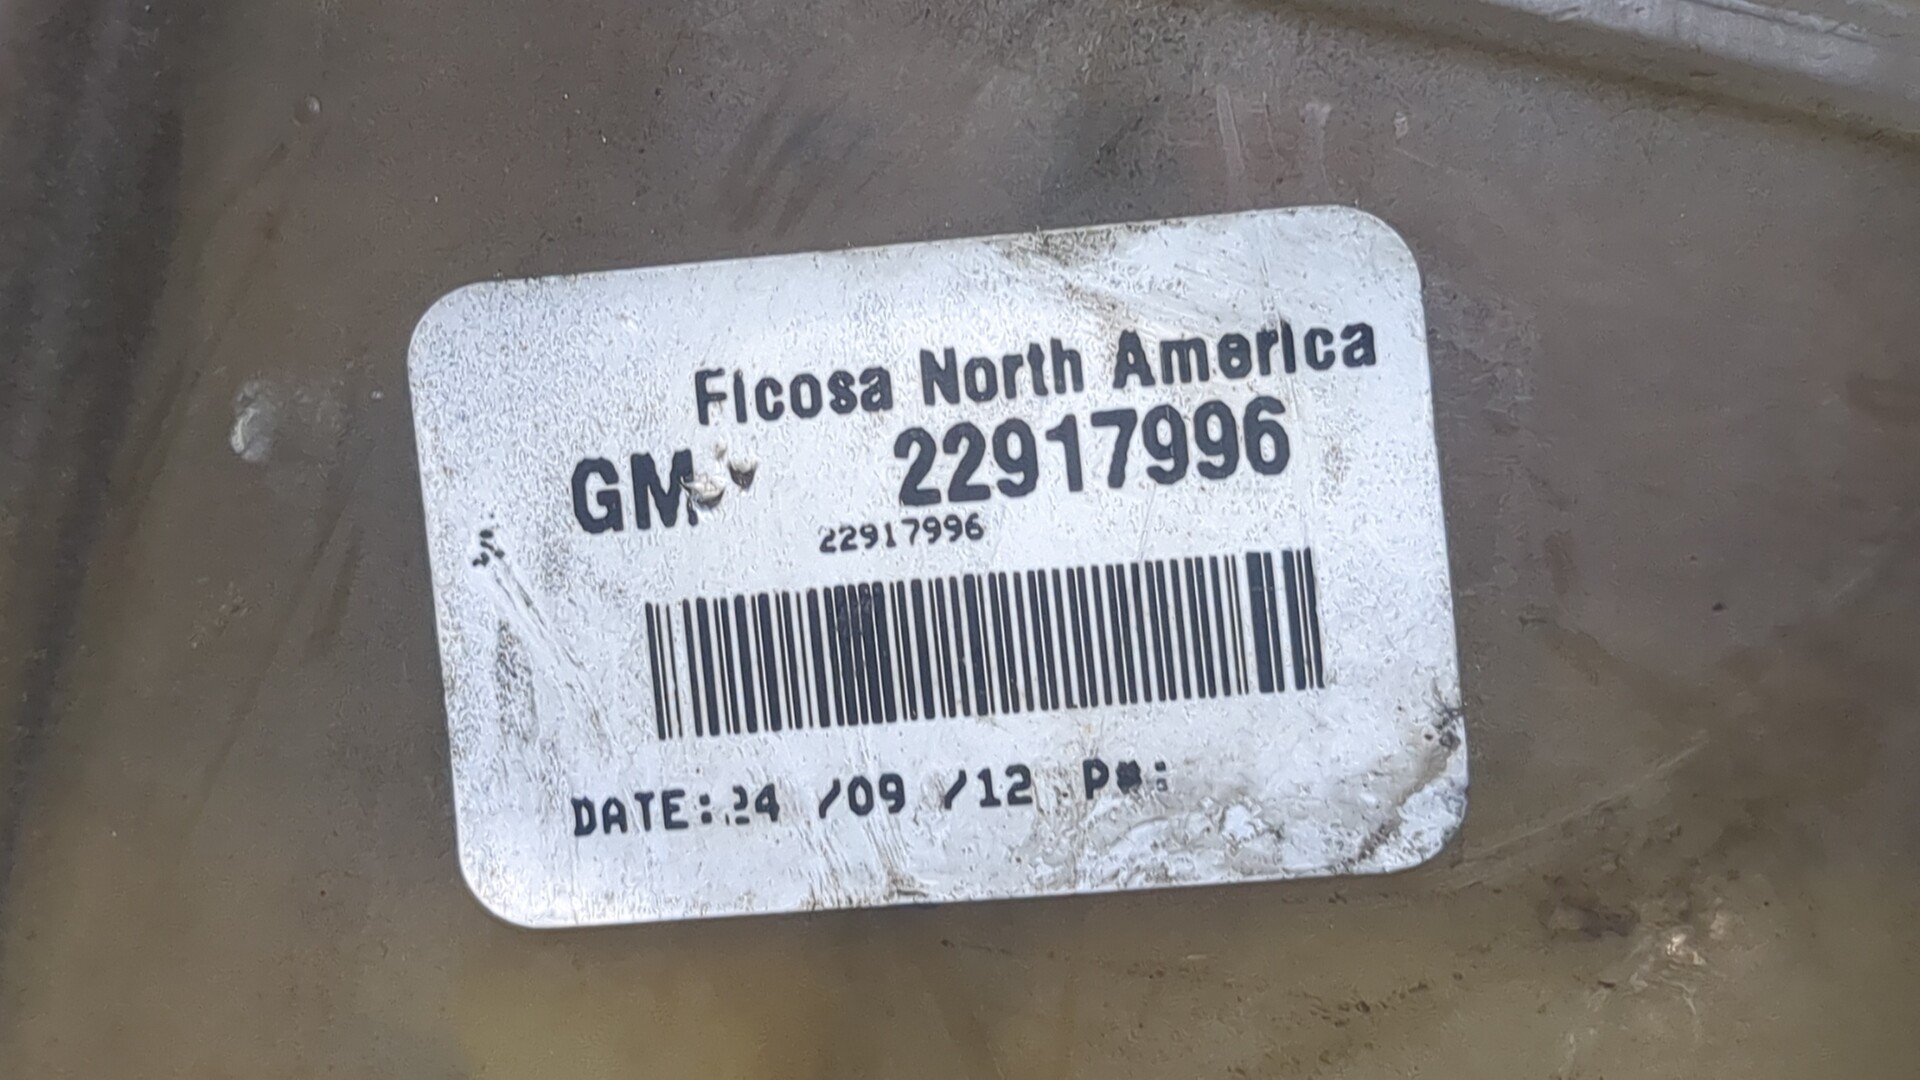 Ficosa North America
GM 22917996
22917996
DATE:24 /09 /12 P#: